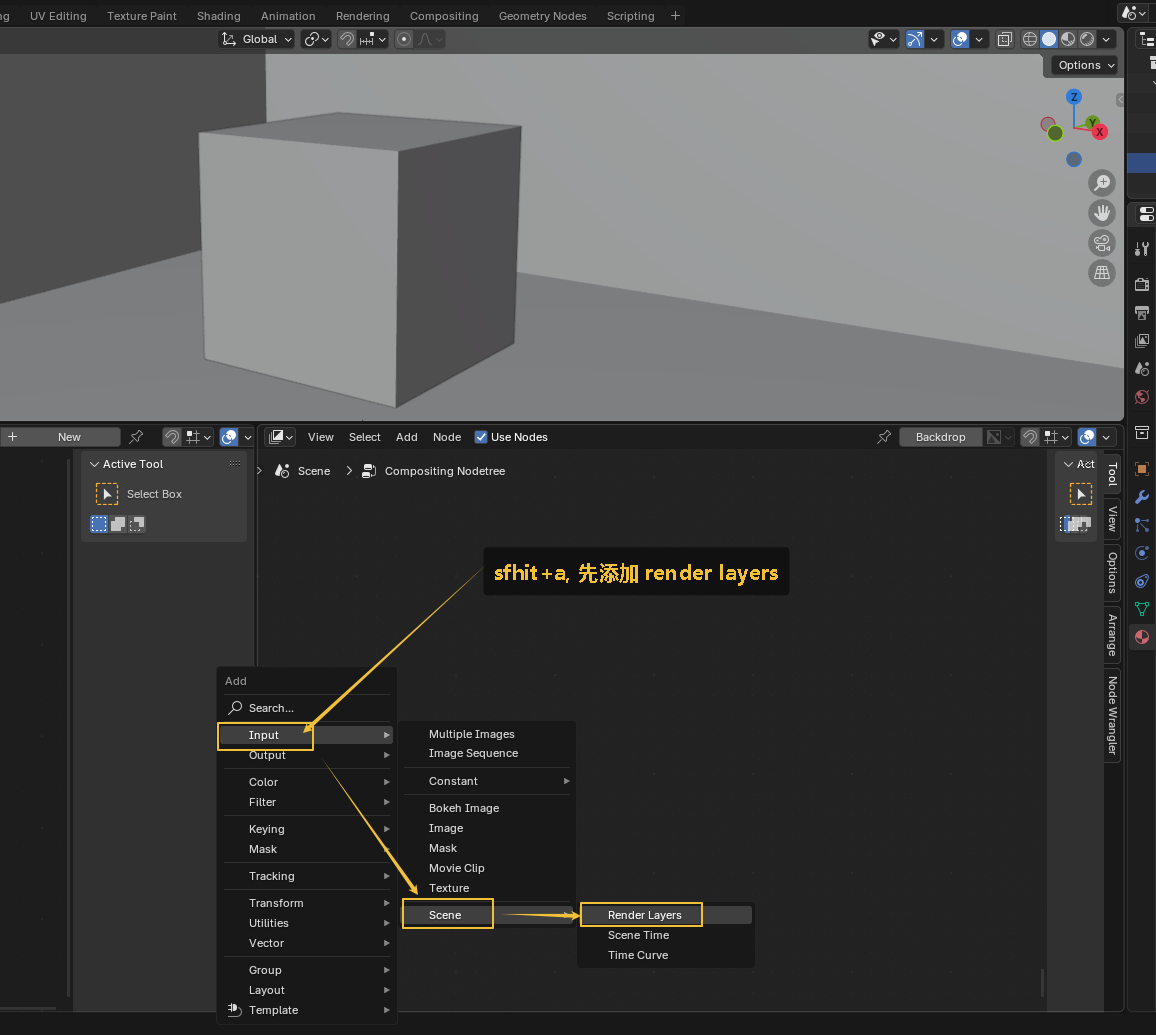 ng UV Editing Texture Paint Shading Animation Rendering Compositing Geometry Nodes Scripting +
Global
Options
Z
Y
X
+ New
View Select Add Node Use Nodes Backdrop
Active Tool
Scene > Compositing Nodetree
Act
Select Box
Tool
View
Options
Arrange
Node Wrangler
sfhit+a, 先添加 render layers
Add
Search...
Input
Output
Color
Filter
Keying
Mask
Tracking
Transform
Utilities
Vector
Group
Layout
Template
Multiple Images
Image Sequence
Constant
Bokeh Image
Image
Mask
Movie Clip
Texture
Scene
Render Layers
Scene Time
Time Curve